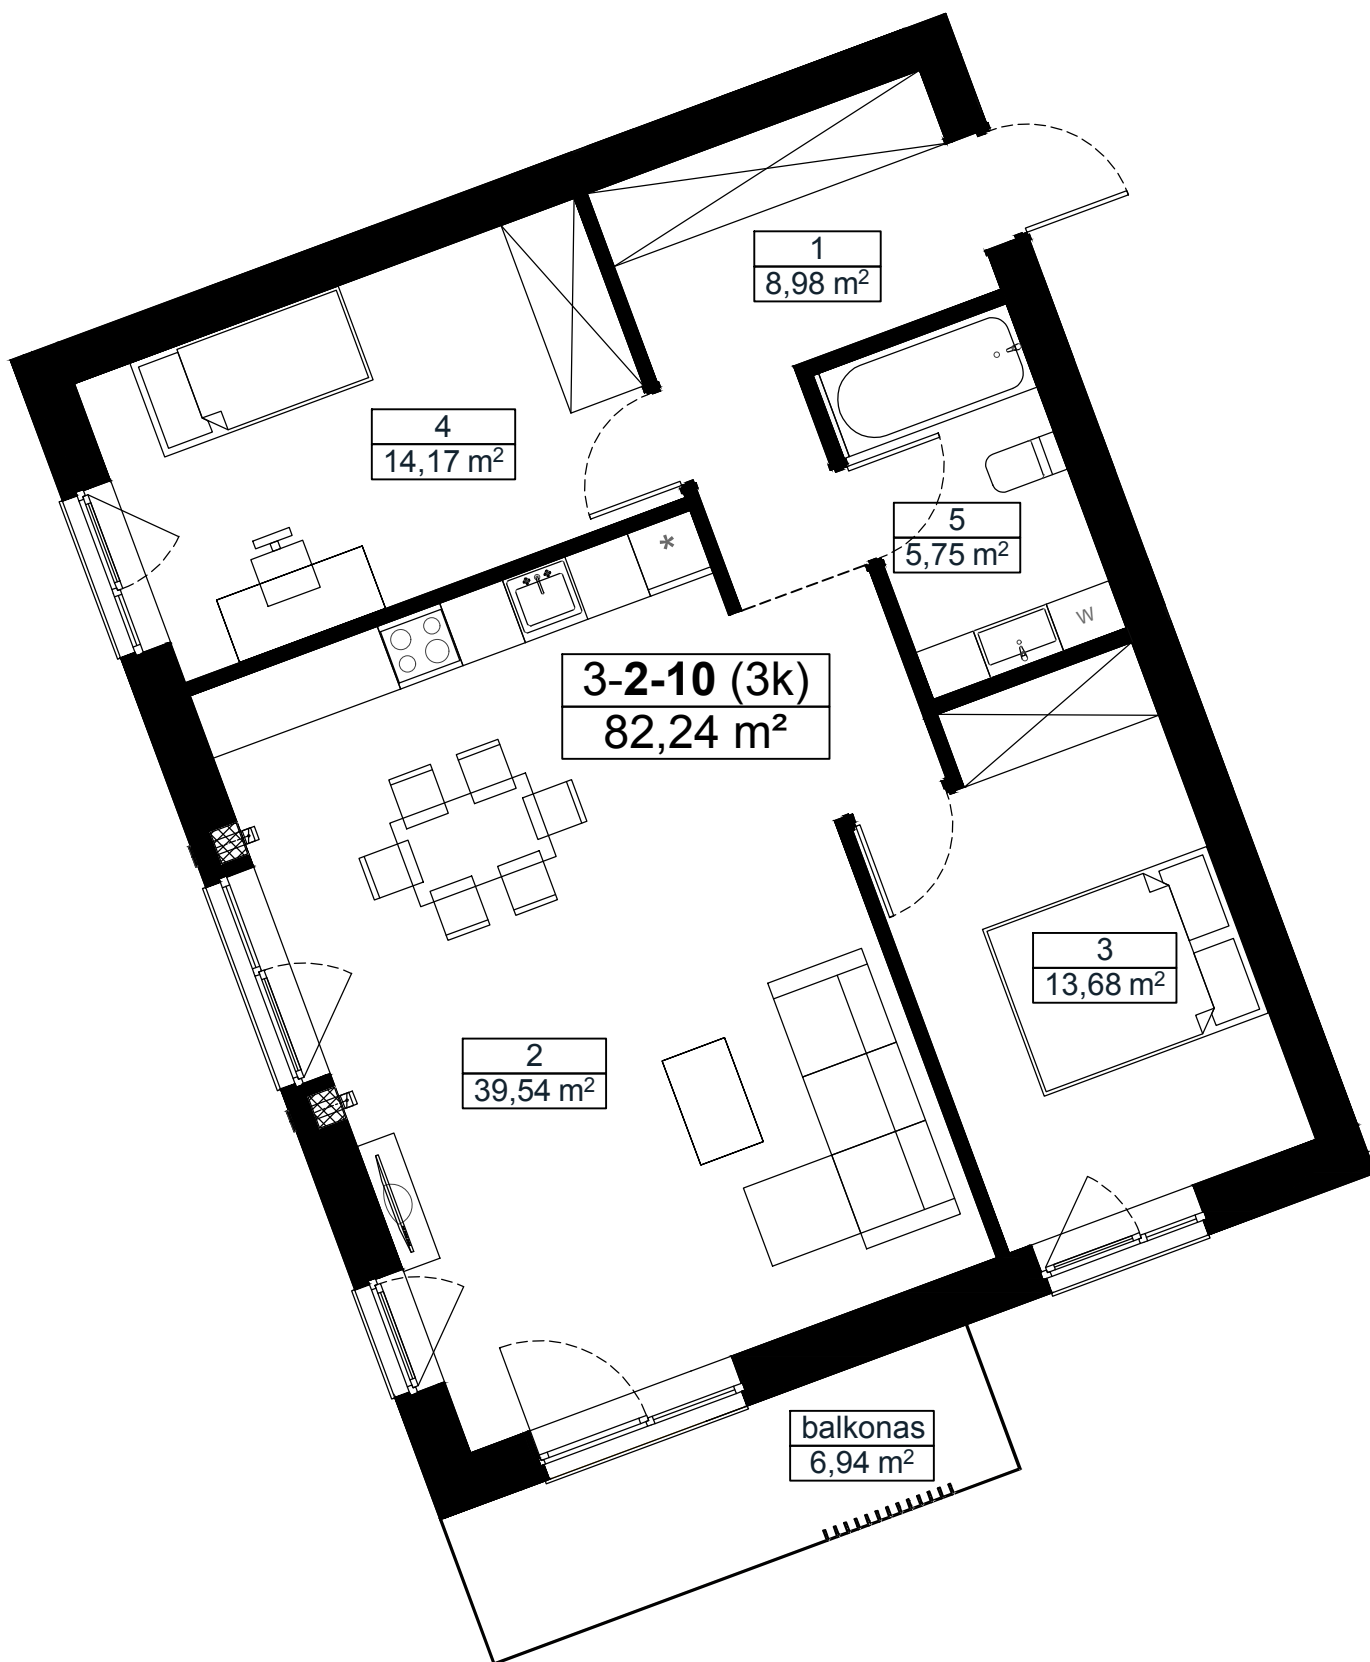 1
8,98 m²
4
14,17 m²
5
5,75 m²
*
W
3-2-10 (3k)
82,24 m²
3
13,68 m²
2
39,54 m²
balkonas
6,94 m²